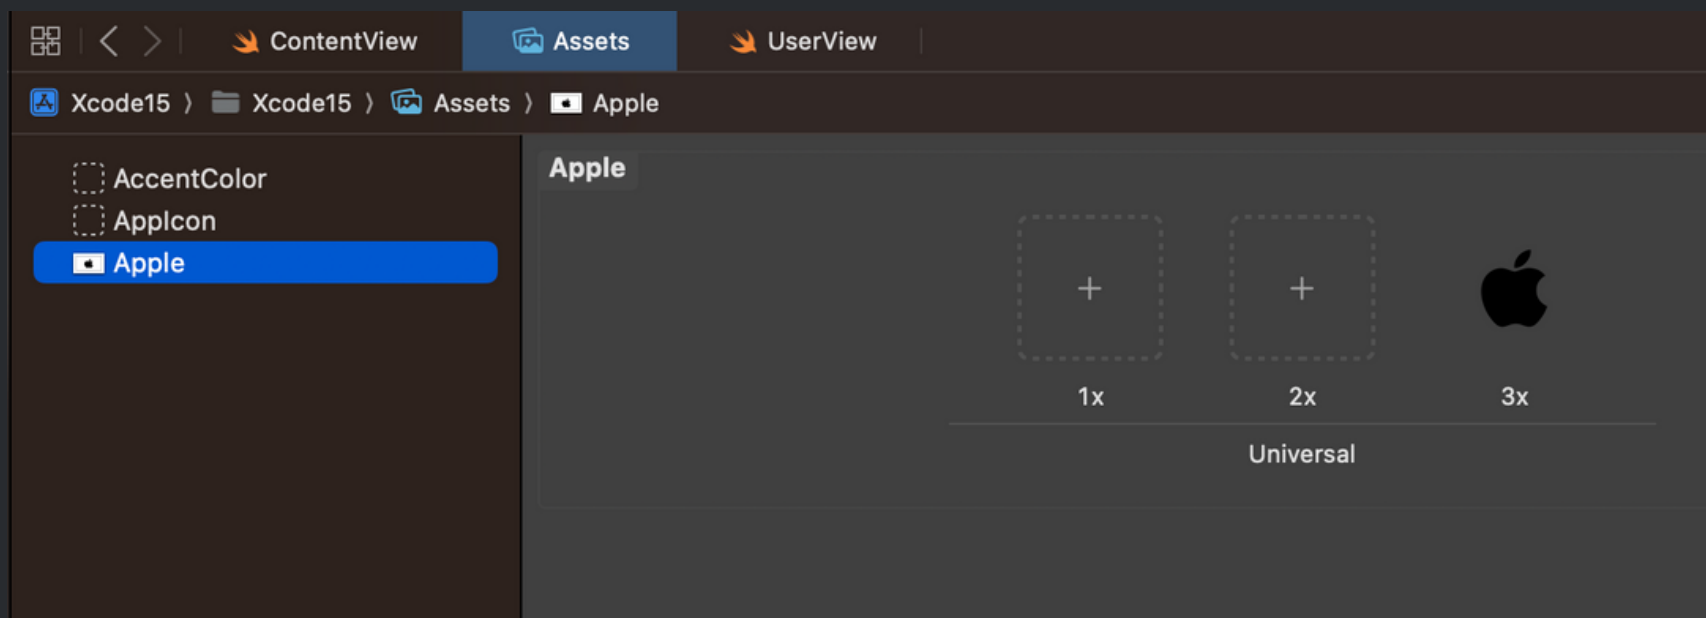 ContentView Assets UserView
Xcode15 ⟩ Xcode15 ⟩ Assets ⟩ Apple
AccentColor
AppIcon
Apple
Apple
1x 2x 3x
Universal